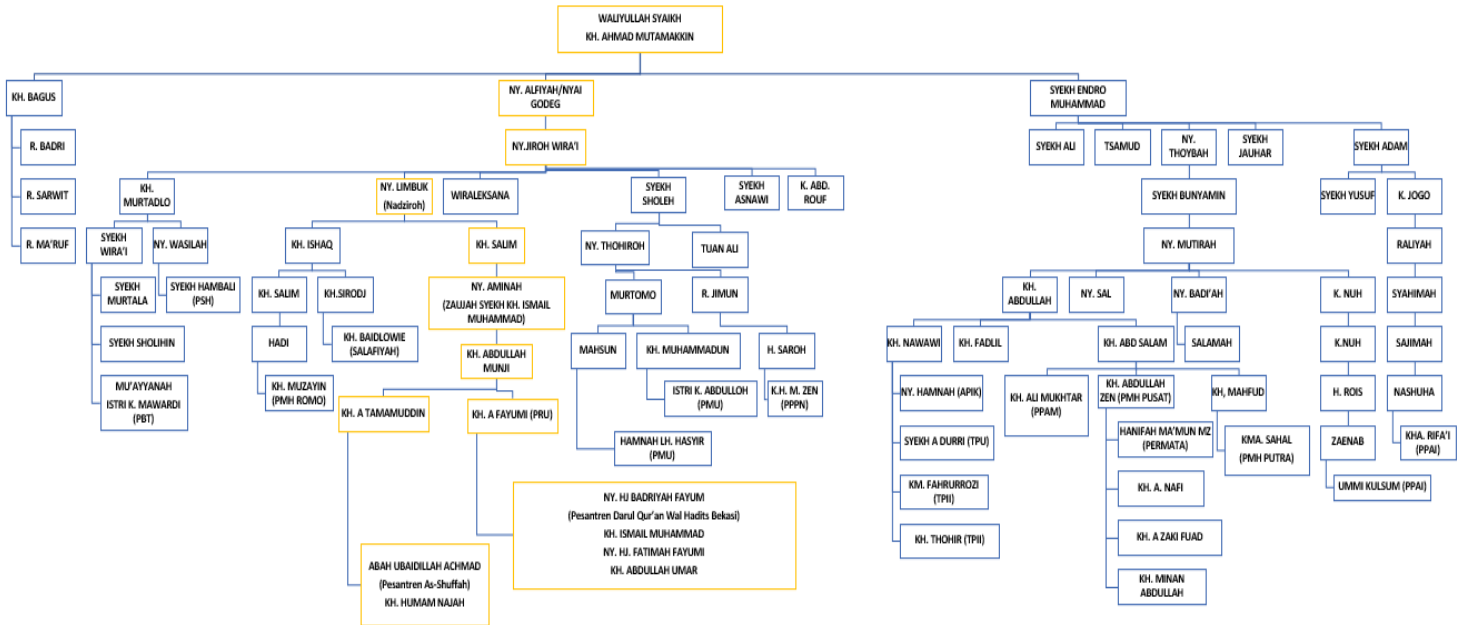 WALIYULLAH SYAIKH
KH. AHMAD MUTAMAKKIN
KH. BAGUS
NY. ALFIYAH/NYAI
GODEG
SYEKH ENDRO
MUHAMMAD
R. BADRI
R. SARWIT
R. MA'RUF
NY.JIROH WIRA'I
KH.
MURTADLO
NY. LIMBUK
(Nadziroh)
WIRALEKSANA
SYEKH
SHOLEH
SYEKH
ASNAWI
K. ABD.
ROUF
SYEKH
WIRA'I
NY. WASILAH
SYEKH
MURTALA
SYEKH HAMBALI
(PSH)
SYEKH SHOLIHIN
MU'AYYANAH
ISTRI K. MAWARDI
(PBT)
KH. ISHAQ
KH. SALIM
KH. SALIM
KH.SIRODJ
HADI
KH. BAIDLOWIE
(SALAFIYAH)
KH. MUZAYIN
(PMH ROMO)
NY. AMINAH
(ZAUJAH SYEKH KH. ISMAIL
MUHAMMAD)
KH. ABDULLAH
MUNJI
KH. A TAMAMUDDIN
KH. A FAYUMI (PRU)
ABAH UBAIDILLAH ACHMAD
(Pesantren As-Shuffah)
KH. HUMAM NAJAH
NY. HJ BADRIYAH FAYUM
(Pesantren Darul Qur'an Wal Hadits Bekasi)
KH. ISMAIL MUHAMMAD
NY. HJ. FATIMAH FAYUMI
KH. ABDULLAH UMAR
NY. THOHIROH
TUAN ALI
MURTOMO
R. JIMUN
MAHSUN
KH. MUHAMMADUN
H. SAROH
ISTRI K. ABDULLOH
(PMU)
K.H. M. ZEN
(PPPN)
HAMNAH LH. HASYIR
(PMU)
SYEKH ALI
TSAMUD
NY.
THOYBAH
SYEKH
JAUHAR
SYEKH ADAM
SYEKH BUNYAMIN
SYEKH YUSUF
K. JOGO
NY. MUTIRAH
RALIYAH
KH.
ABDULLAH
NY. SAL
NY. BADI'AH
K. NUH
SYAHIMAH
KH. NAWAWI
KH. FADLIL
KH. ABD SALAM
SALAMAH
K.NUH
SAJIMAH
NY. HAMNAH (APIK)
SYEKH A DURRI (TPU)
KM. FAHRURROZI
(TPII)
KH. THOHIR (TPII)
KH. ALI MUKHTAR
(PPAM)
KH. ABDULLAH
ZEN (PMH PUSAT)
KH, MAHFUD
HANIFAH MA'MUN MZ
(PERMATA)
KH. A. NAFI
KH. A ZAKI FUAD
KH. MINAN
ABDULLAH
KMA. SAHAL
(PMH PUTRA)
H. ROIS
ZAENAB
UMMI KULSUM (PPAI)
NASHUHA
KHA. RIFA'I
(PPAI)